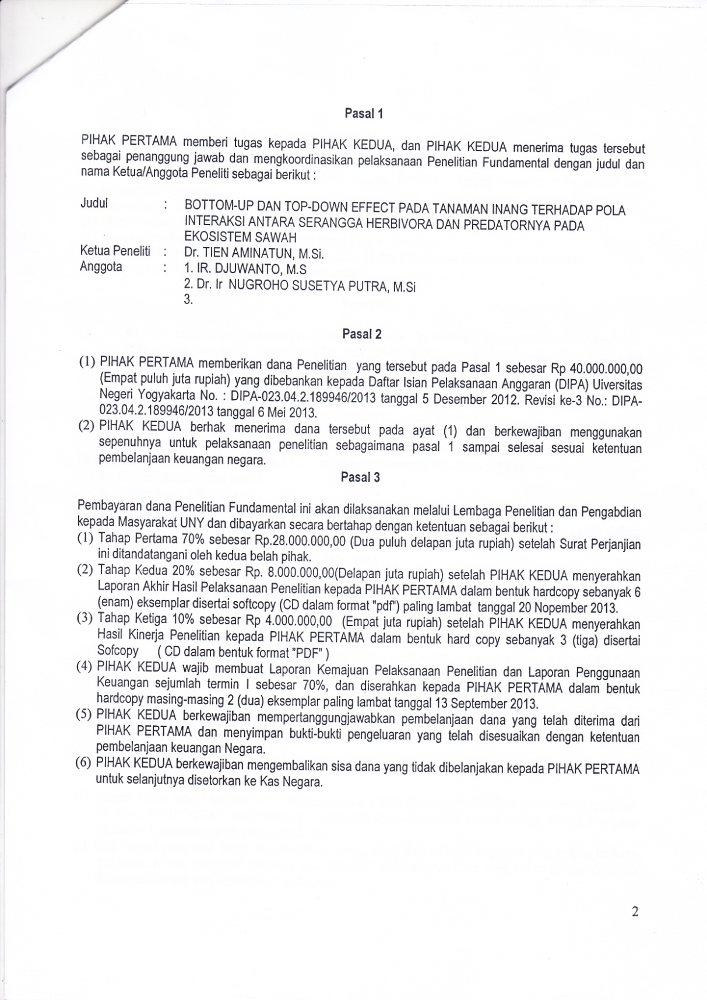 Pasal 1
PIHAK PERTAMA memberi tugas kepada PIHAK KEDUA, dan PIHAK KEDUA menerima tugas tersebut
sebagai penanggung jawab dan mengkoordinasikan pelaksanaan Penelitian Fundamental dengan judul dan
nama Ketua/Anggota Peneliti sebagai berikut :
Judul : BOTTOM-UP DAN TOP-DOWN EFFECT PADA TANAMAN INANG TERHADAP POLA
INTERAKSI ANTARA SERANGGA HERBIVORA DAN PREDATORNYA PADA
EKOSISTEM SAWAH
Ketua Peneliti : Dr. TIEN AMINATUN, M.Si.
Anggota : 1. IR. DJUWANTO, M.S
2. Dr. Ir NUGROHO SUSETYA PUTRA, M.Si
3.
Pasal 2
(1) PIHAK PERTAMA memberikan dana Penelitian yang tersebut pada Pasal 1 sebesar Rp 40.000.000,00
(Empat puluh juta rupiah) yang dibebankan kepada Daftar Isian Pelaksanaan Anggaran (DIPA) Uiversitas
Negeri Yogyakarta No. : DIPA-023.04.2.189946/2013 tanggal 5 Desember 2012. Revisi ke-3 No.: DIPA-
023.04.2.189946/2013 tanggal 6 Mei 2013.
(2) PIHAK KEDUA berhak menerima dana tersebut pada ayat (1) dan berkewajiban menggunakan
sepenuhnya untuk pelaksanaan penelitian sebagaimana pasal 1 sampai selesai sesuai ketentuan
pembelanjaan keuangan negara.
Pasal 3
Pembayaran dana Penelitian Fundamental ini akan dilaksanakan melalui Lembaga Penelitian dan Pengabdian
kepada Masyarakat UNY dan dibayarkan secara bertahap dengan ketentuan sebagai berikut :
(1) Tahap Pertama 70% sebesar Rp.28.000.000,00 (Dua puluh delapan juta rupiah) setelah Surat Perjanjian
ini ditandatangani oleh kedua belah pihak.
(2) Tahap Kedua 20% sebesar Rp. 8.000.000,00(Delapan juta rupiah) setelah PIHAK KEDUA menyerahkan
Laporan Akhir Hasil Pelaksanaan Penelitian kepada PIHAK PERTAMA dalam bentuk hardcopy sebanyak 6
(enam) eksemplar disertai softcopy (CD dalam format "pdf") paling lambat tanggal 20 Nopember 2013.
(3) Tahap Ketiga 10% sebesar Rp 4.000.000,00 (Empat juta rupiah) setelah PIHAK KEDUA menyerahkan
Hasil Kinerja Penelitian kepada PIHAK PERTAMA dalam bentuk hard copy sebanyak 3 (tiga) disertai
Sofcopy ( CD dalam bentuk format "PDF" )
(4) PIHAK KEDUA wajib membuat Laporan Kemajuan Pelaksanaan Penelitian dan Laporan Penggunaan
Keuangan sejumlah termin I sebesar 70%, dan diserahkan kepada PIHAK PERTAMA dalam bentuk
hardcopy masing-masing 2 (dua) eksemplar paling lambat tanggal 13 September 2013.
(5) PIHAK KEDUA berkewajiban mempertanggungjawabkan pembelanjaan dana yang telah diterima dari
PIHAK PERTAMA dan menyimpan bukti-bukti pengeluaran yang telah disesuaikan dengan ketentuan
pembelanjaan keuangan Negara.
(6) PIHAK KEDUA berkewajiban mengembalikan sisa dana yang tidak dibelanjakan kepada PIHAK PERTAMA
untuk selanjutnya disetorkan ke Kas Negara.
2